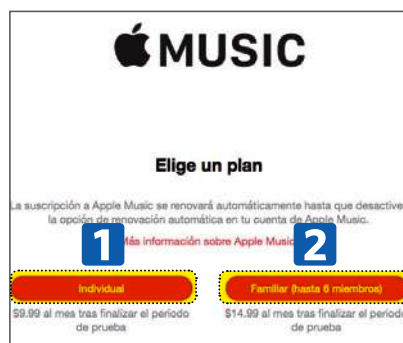 MUSIC
Elige un plan
La suscripción a Apple Music se renovará automáticamente hasta que desactive
la opción de renovación automática en tu cuenta de Apple Music.
1
2
Más información sobre Apple Music
Individual
Familiar (hasta 6 miembros)
$9.99 al mes tras finalizar el periodo
de prueba
$14.99 al mes tras finalizar el periodo
de prueba